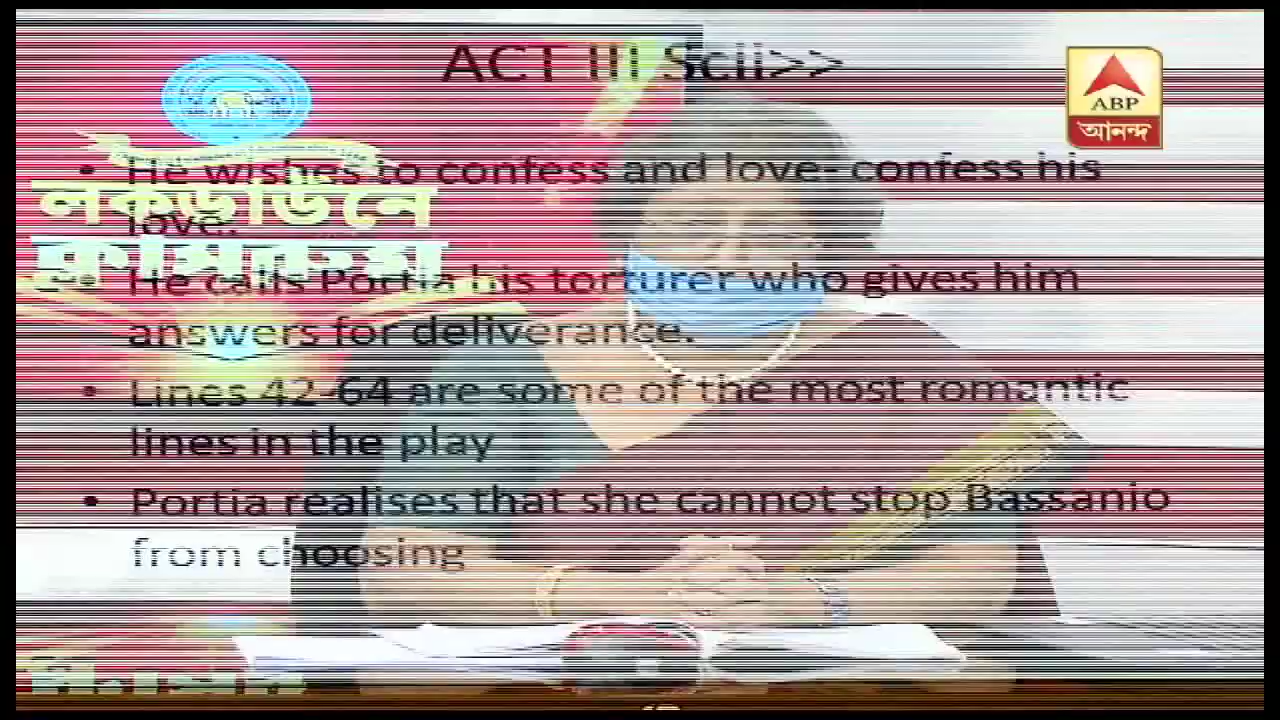 ACT III Scii>>
ABP
আনন্দ
• He wishes to confess and love- confess his
love.
• He calls Portia his torturer who gives him
answers for deliverance.
• Lines 42-64 are some of the most romantic
lines in the play
• Portia realises that she cannot stop Bassanio
from choosing
লকডাউনে